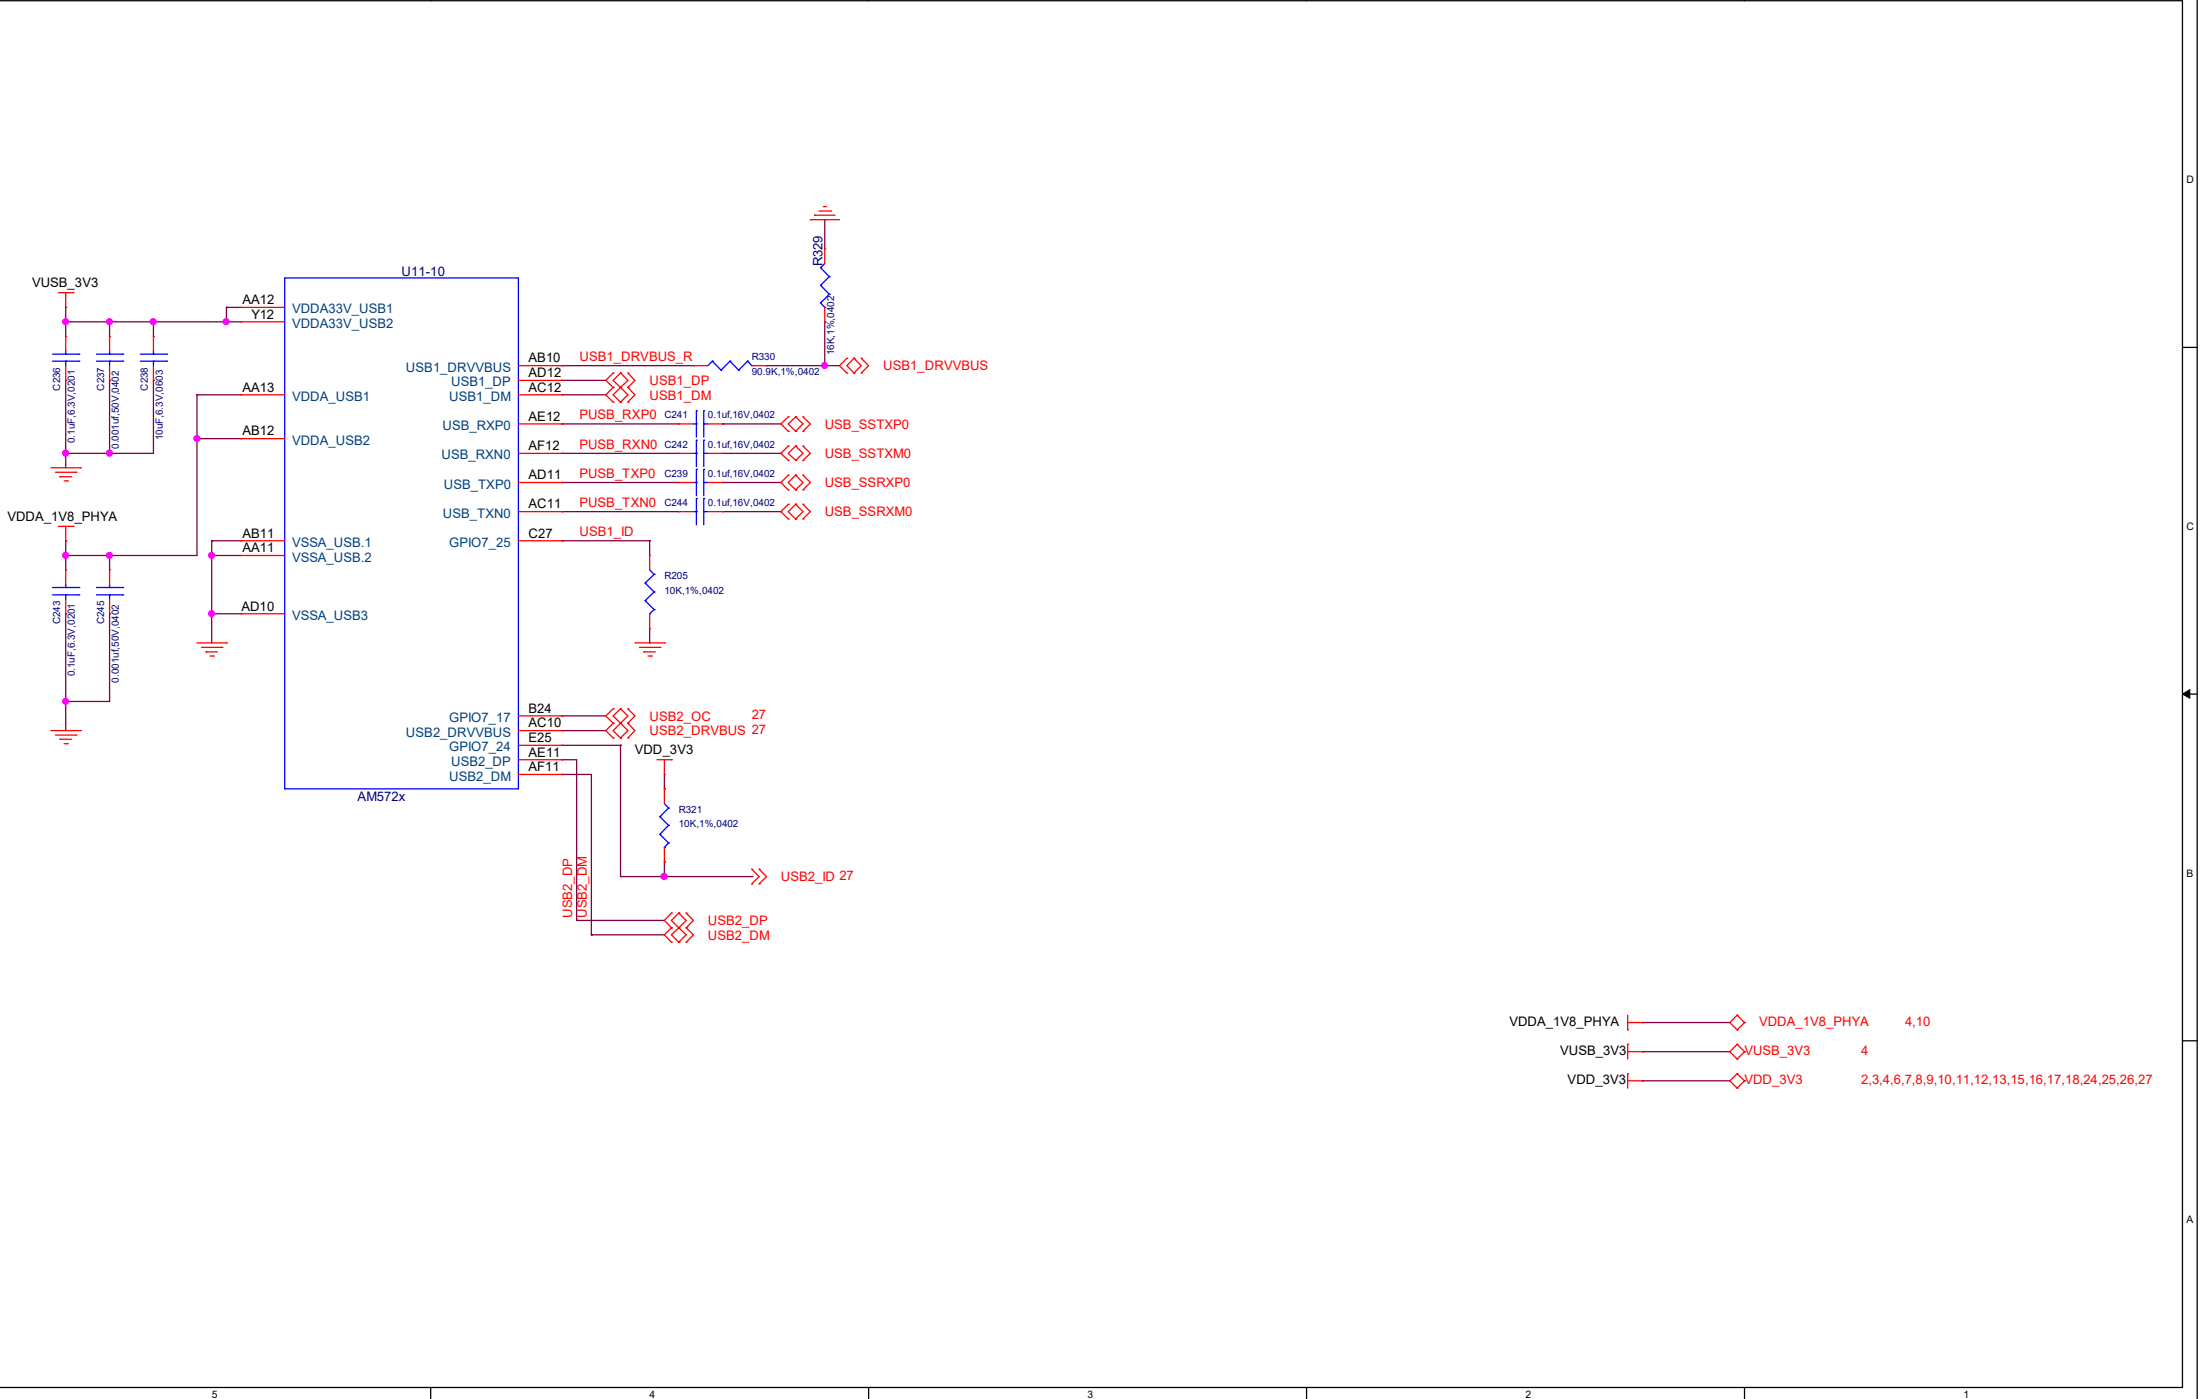 D
R329
16K,1%,0402
U11-10
VUSB_3V3
AA12 VDDA33V_USB1
Y12 VDDA33V_USB2
C236
0.1uF,6.3V,0201
C237
0.001uf,50V,0402
C238
10uF,6.3V,0603
AA13 VDDA_USB1
AB12 VDDA_USB2
USB1_DRVVBUS AB10 USB1_DRVBUS_R R330 90.9K,1%,0402 USB1_DRVVBUS
USB1_DP AD12 USB1_DP
USB1_DM AC12 USB1_DM
USB_RXP0 AE12 PUSB_RXP0 C241 0.1uf,16V,0402 USB_SSTXP0
USB_RXN0 AF12 PUSB_RXN0 C242 0.1uf,16V,0402 USB_SSTXM0
USB_TXP0 AD11 PUSB_TXP0 C239 0.1uf,16V,0402 USB_SSRXP0
USB_TXN0 AC11 PUSB_TXN0 C244 0.1uf,16V,0402 USB_SSRXM0
VDDA_1V8_PHYA
C
AB11 VSSA_USB.1
AA11 VSSA_USB.2
GPIO7_25 C27 USB1_ID
R205
10K,1%,0402
C243
0.1uF,6.3V,0201
C245
0.001uf,50V,0402
AD10 VSSA_USB3
GPIO7_17 B24 USB2_OC 27
USB2_DRVVBUS AC10 USB2_DRVBUS 27
GPIO7_24 E25
VDD_3V3
USB2_DP AE11
USB2_DM AF11
AM572x
R321
10K,1%,0402
USB2_DP
USB2_DM
USB2_ID 27
B
USB2_DP
USB2_DM
VDDA_1V8_PHYA VDDA_1V8_PHYA 4,10
VUSB_3V3 VUSB_3V3 4
VDD_3V3 VDD_3V3 2,3,4,6,7,8,9,10,11,12,13,15,16,17,18,24,25,26,27
A
5 4 3 2 1